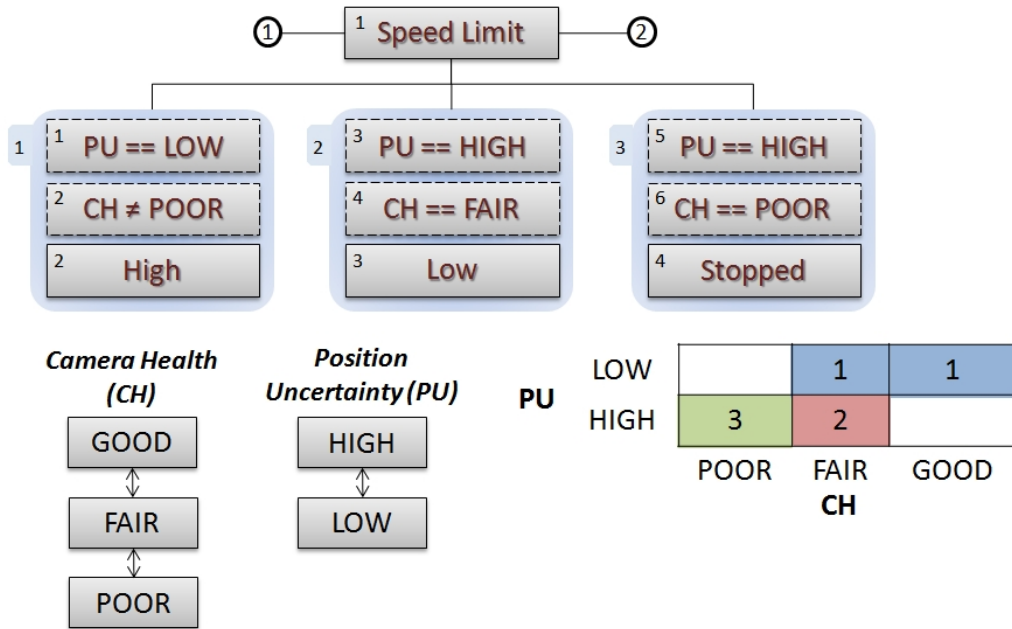 1
1 Speed Limit
2
1
1 PU == LOW
2 CH ≠ POOR
2 High
2
3 PU == HIGH
4 CH == FAIR
3 Low
3
5 PU == HIGH
6 CH == POOR
4 Stopped
Camera Health
(CH)
GOOD
FAIR
POOR
Position
Uncertainty (PU)
HIGH
LOW
PU
LOW 1 1
HIGH 3 2
POOR FAIR GOOD
CH